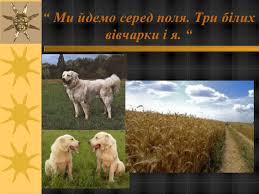 “ Ми йдемо серед поля. Три білих
вівчарки і я. “